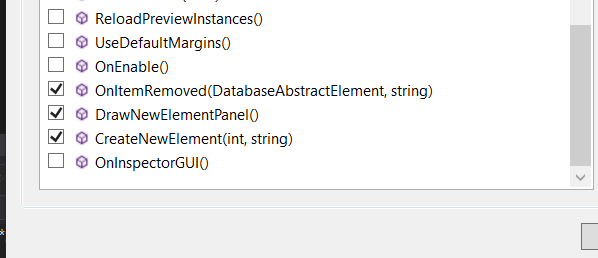 ReloadPreviewInstances()
UseDefaultMargins()
OnEnable()
OnItemRemoved(DatabaseAbstractElement, string)
DrawNewElementPanel()
CreateNewElement(int, string)
OnInspectorGUI()